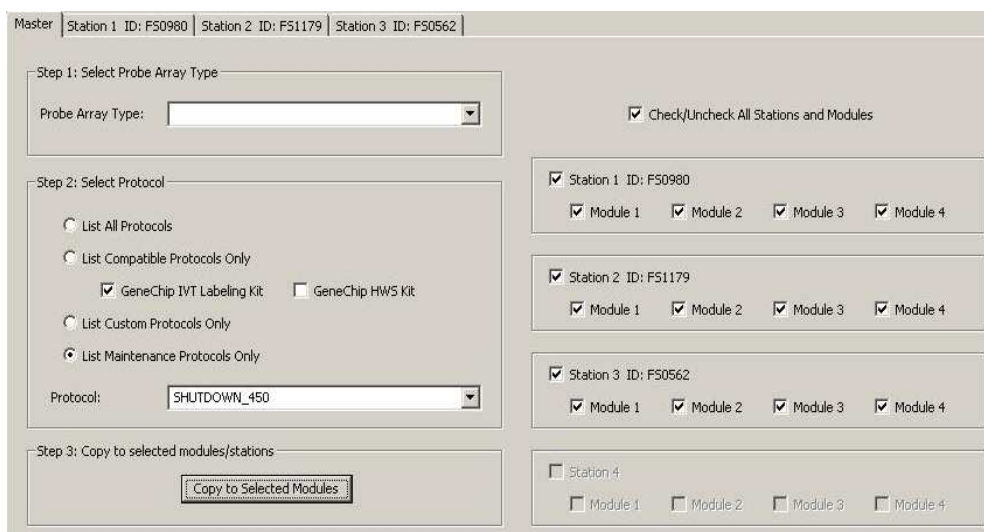 Master Station 1 ID: FS0980 Station 2 ID: FS1179 Station 3 ID: FS0562
Step 1: Select Probe Array Type
Probe Array Type:
Step 2: Select Protocol
List All Protocols
List Compatible Protocols Only
GeneChip IVT Labeling Kit GeneChip HWS Kit
List Custom Protocols Only
List Maintenance Protocols Only
Protocol: SHUTDOWN_450
Step 3: Copy to selected modules/stations
Copy to Selected Modules
Check/Uncheck All Stations and Modules
Station 1 ID: FS0980
Module 1 Module 2 Module 3 Module 4
Station 2 ID: FS1179
Module 1 Module 2 Module 3 Module 4
Station 3 ID: FS0562
Module 1 Module 2 Module 3 Module 4
Station 4
Module 1 Module 2 Module 3 Module 4